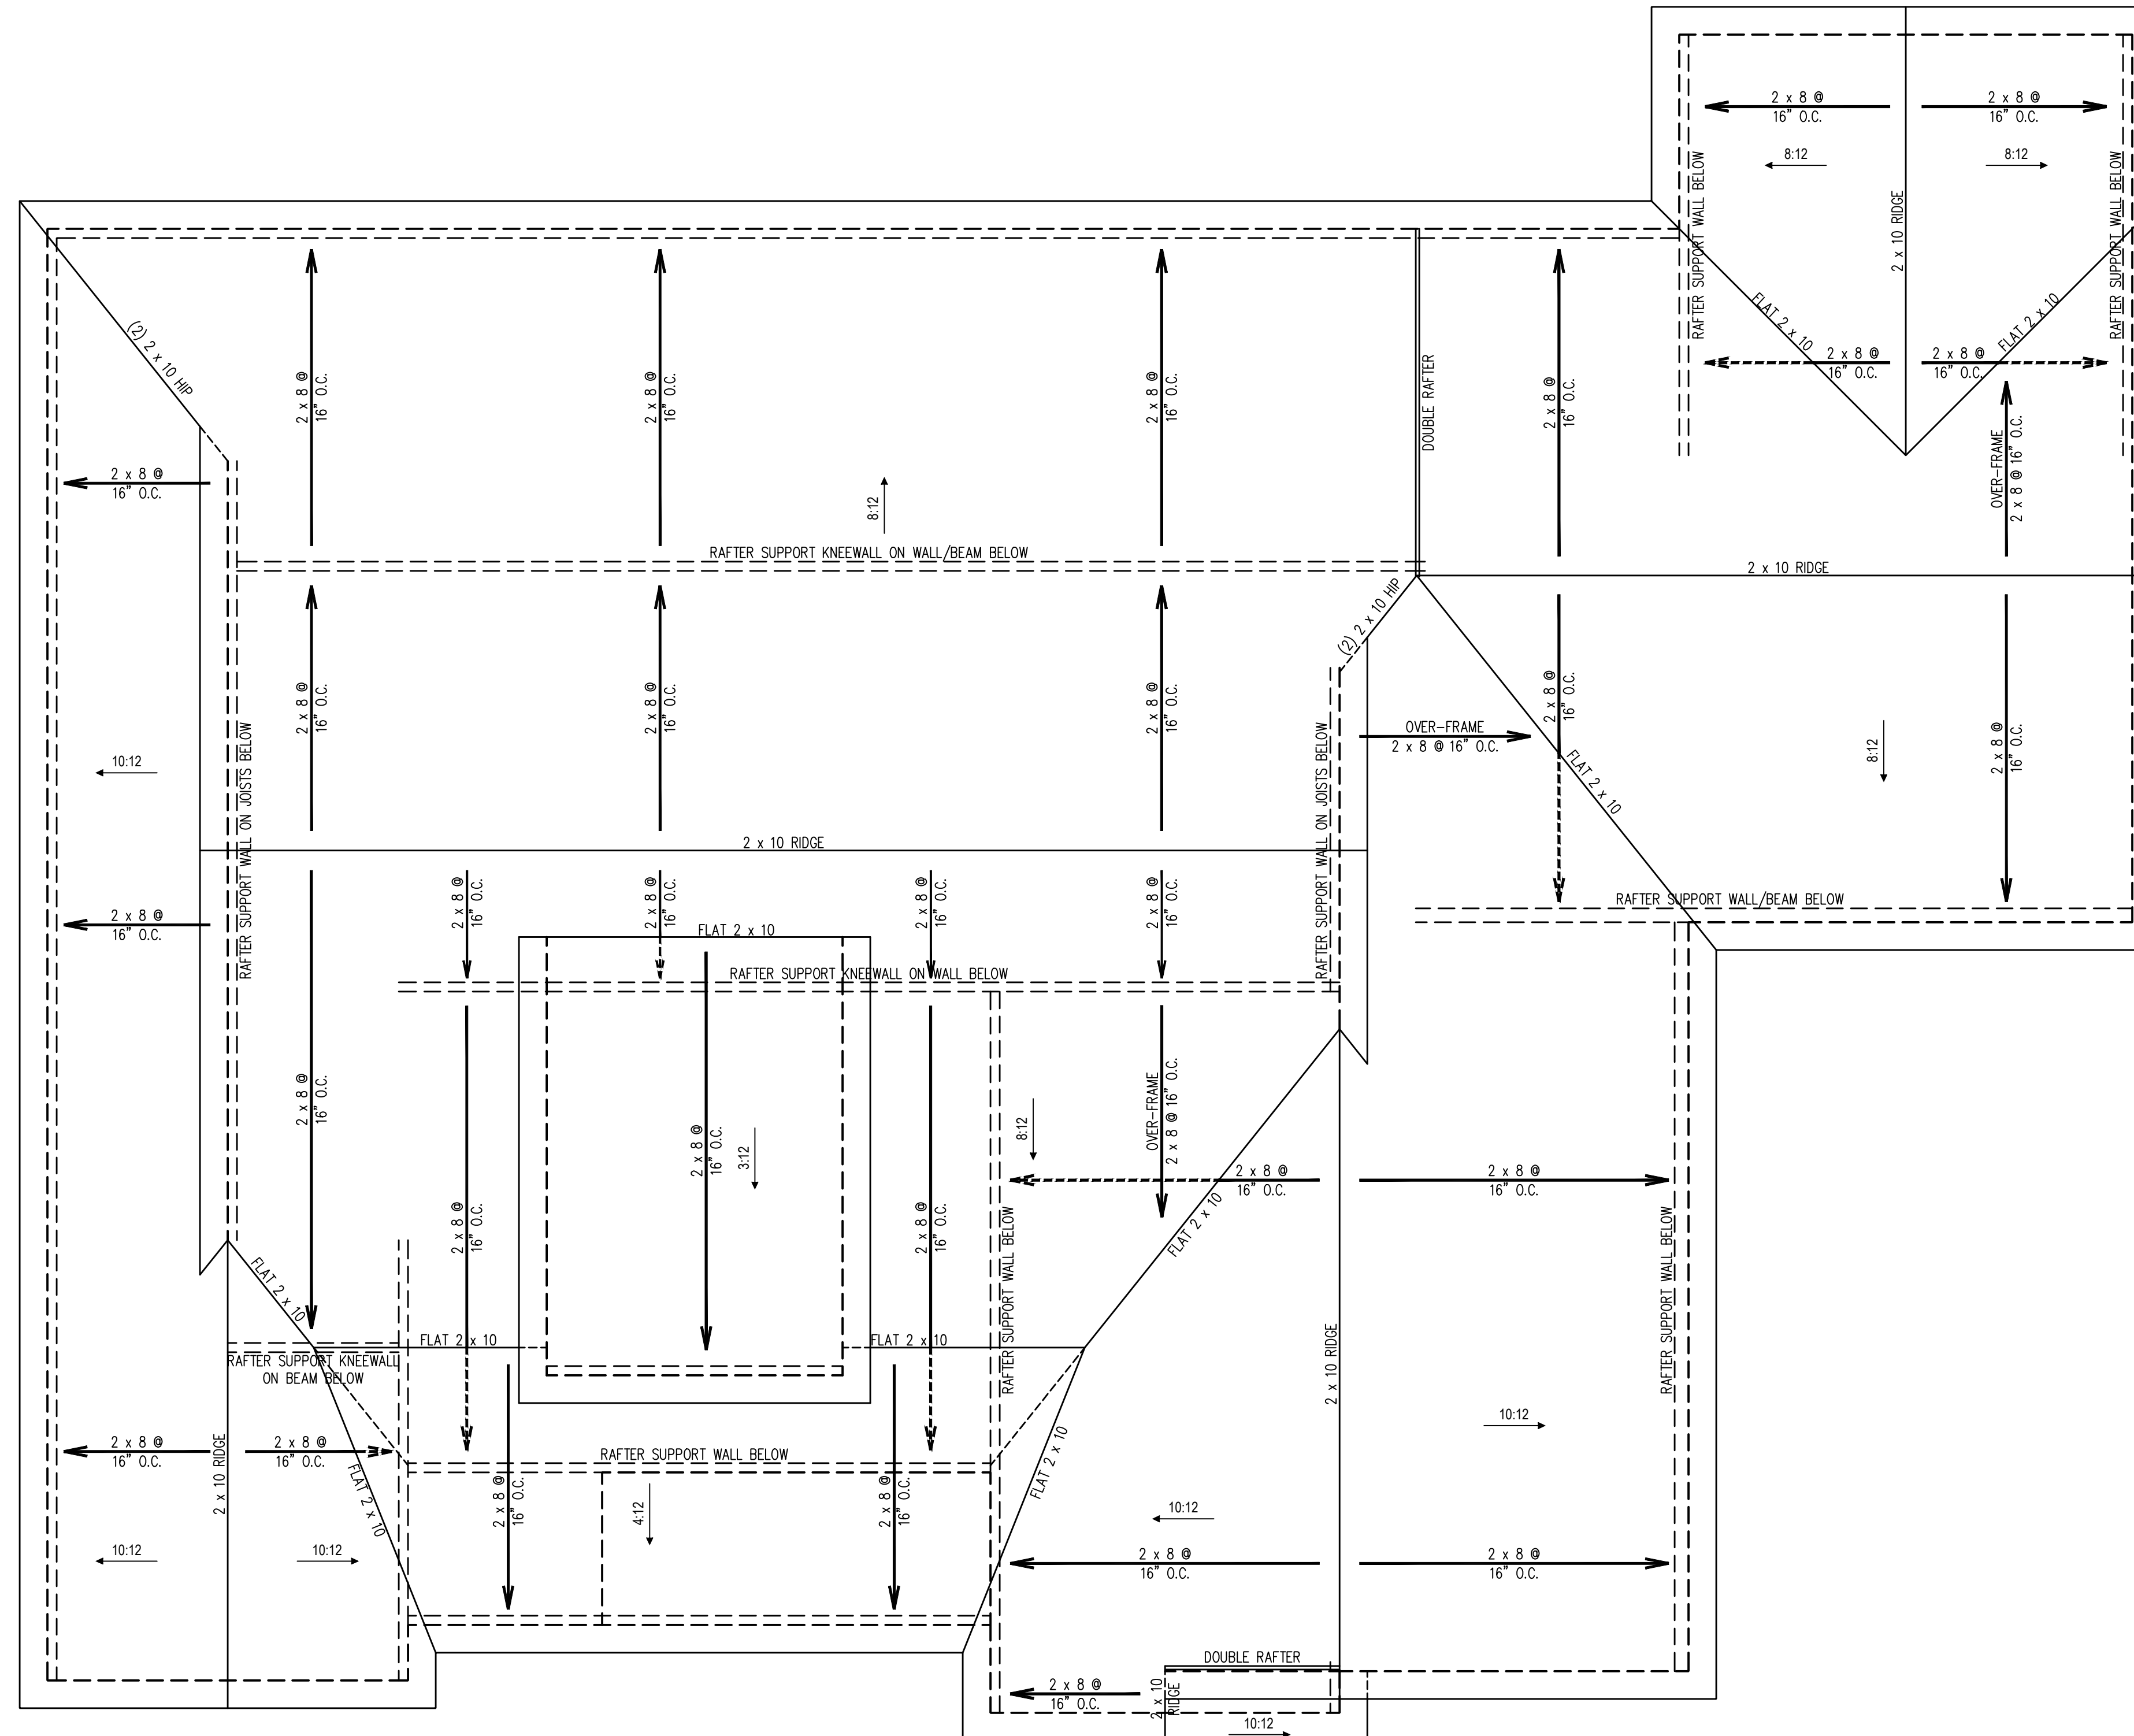 2 x 8 @
16" O.C.
2 x 8 @
16" O.C.
8:12
8:12
RAFTER SUPPORT WALL BELOW
2 x 10 RIDGE
RAFTER SUPPORT WALL BELOW
FLAT 2 x 10
FLAT 2 x 10
2 x 8 @
16" O.C.
2 x 8 @
16" O.C.
(2) 2 x 10 HIP
2 x 8 @
16" O.C.
2 x 8 @
16" O.C.
2 x 8 @
16" O.C.
DOUBLE RAFTER
2 x 8 @
16" O.C.
OVER-FRAME
2 x 8 @ 16" O.C.
2 x 8 @
16" O.C.
8:12
RAFTER SUPPORT KNEEWALL ON WALL/BEAM BELOW
2 x 10 RIDGE
(2) 2 x 10 HIP
2 x 8 @
16" O.C.
2 x 8 @
16" O.C.
2 x 8 @
16" O.C.
2 x 8 @
16" O.C.
OVER-FRAME
2 x 8 @ 16" O.C.
FLAT 2 x 10
8:12
2 x 8 @
16" O.C.
10:12
RAFTER SUPPORT WALL ON JOISTS BELOW
RAFTER SUPPORT WALL ON JOISTS BELOW
2 x 10 RIDGE
2 x 8 @
16" O.C.
2 x 8 @
16" O.C.
2 x 8 @
16" O.C.
2 x 8 @
16" O.C.
2 x 8 @
16" O.C.
RAFTER SUPPORT WALL/BEAM BELOW
FLAT 2 x 10
RAFTER SUPPORT KNEEWALL ON WALL BELOW
2 x 8 @
16" O.C.
2 x 8 @
16" O.C.
3:12
8:12
OVER-FRAME
2 x 8 @ 16" O.C.
2 x 8 @
16" O.C.
2 x 8 @
16" O.C.
2 x 8 @
16" O.C.
2 x 8 @
16" O.C.
FLAT 2 x 10
FLAT 2 x 10
RAFTER SUPPORT WALL BELOW
RAFTER SUPPORT WALL BELOW
FLAT 2 x 10
FLAT 2 x 10
RAFTER SUPPORT KNEEWALL
ON BEAM BELOW
2 x 10 RIDGE
2 x 8 @
16" O.C.
2 x 8 @
16" O.C.
2 x 10 RIDGE
FLAT 2 x 10
RAFTER SUPPORT WALL BELOW
FLAT 2 x 10
10:12
2 x 8 @
16" O.C.
4:12
2 x 8 @
16" O.C.
10:12
10:12
10:12
2 x 8 @
16" O.C.
2 x 8 @
16" O.C.
DOUBLE RAFTER
2 x 8 @
16" O.C.
2 x 10
RIDGE
10:12